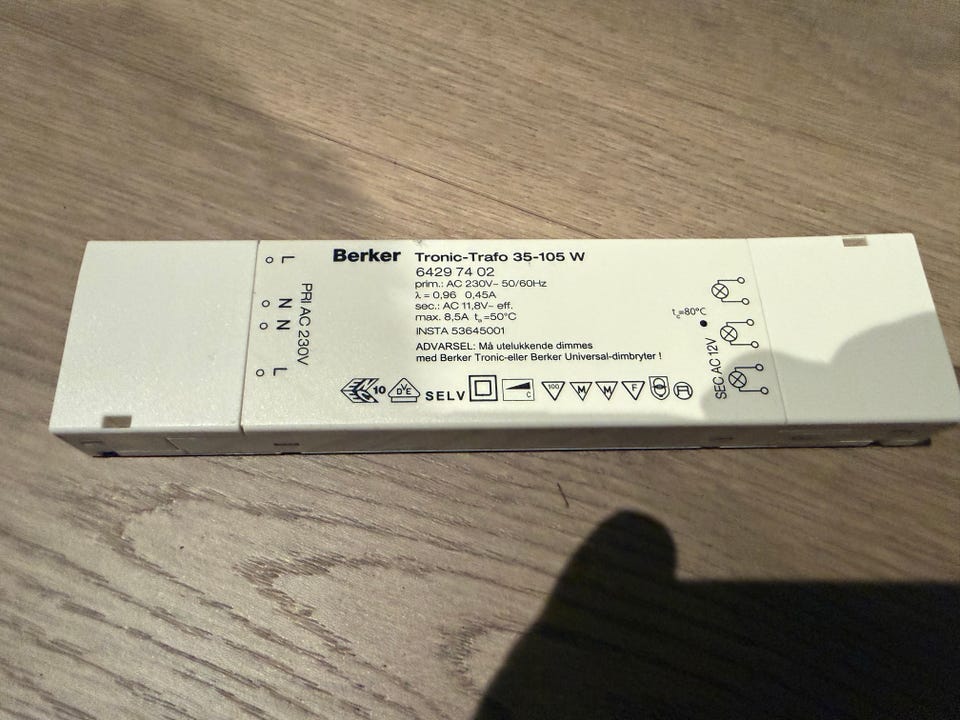 Berker Tronic-Trafo 35-105 W
6429 74 02
prim.: AC 230V~ 50/60Hz
λ = 0,96 0,45A
sec.: AC 11,8V~ eff.
max. 8,5A ta =50°C
INSTA 53645001
ADVARSEL: Må utelukkende dimmes
med Berker Tronic-eller Berker Universal-dimbryter !
10 DVE SELV C 100 M M F
L
N
N
L
PRI AC 230V
tc=80°C
SEC AC 12V